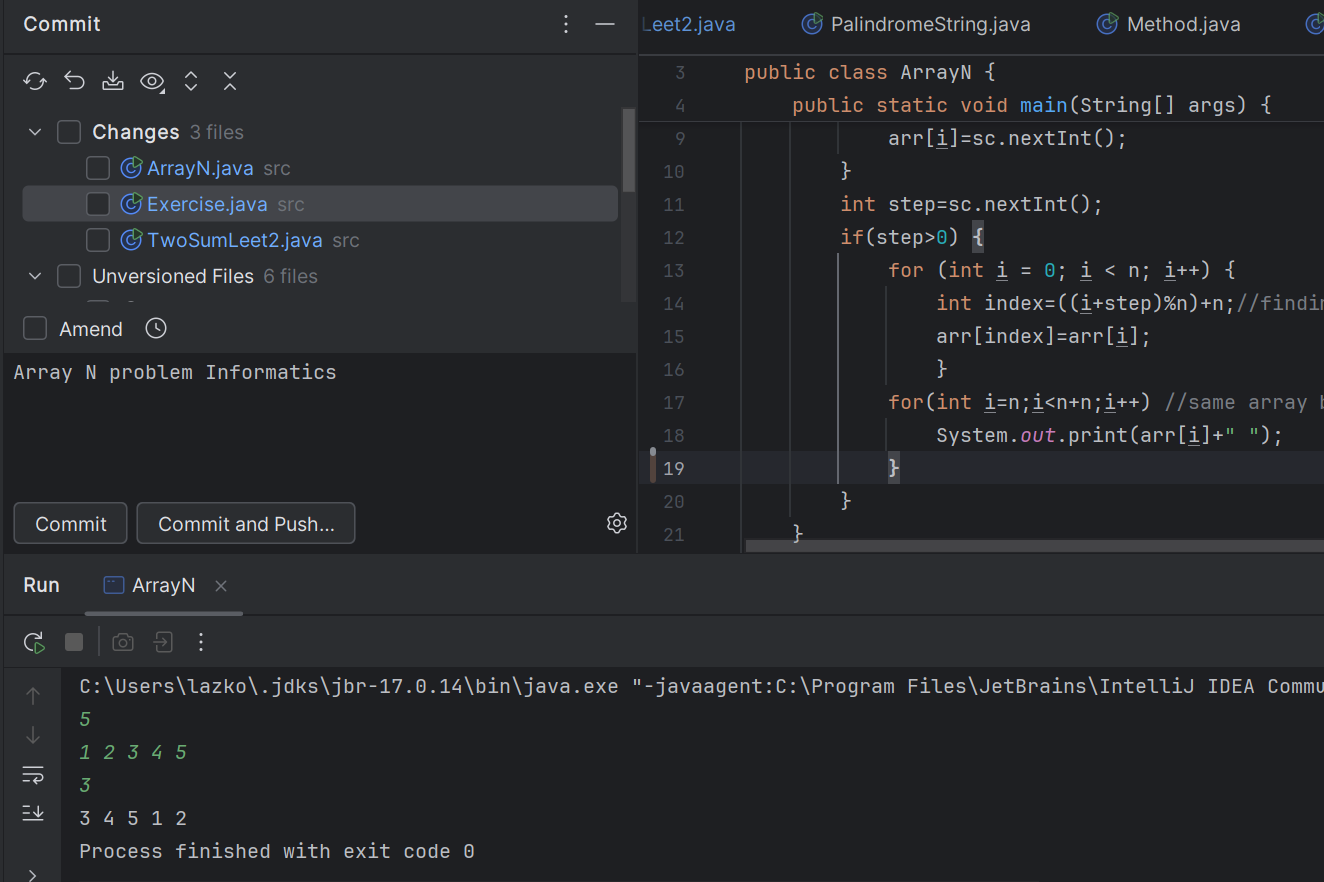 Commit
Changes 3 files
ArrayN.java src
Exercise.java src
TwoSumLeet2.java src
Unversioned Files 6 files
Amend
Array N problem Informatics
Commit
Commit and Push...
Leet2.java PalindromeString.java Method.java
3 public class ArrayN {
4 public static void main(String[] args) {
9 arr[i]=sc.nextInt();
10 }
11 int step=sc.nextInt();
12 if(step>0) {
13 for (int i = 0; i < n; i++) {
14 int index=((i+step)%n)+n;//findin
15 arr[index]=arr[i];
16 }
17 for(int i=n;i<n+n;i++) //same array b
18 System.out.print(arr[i]+" ");
19 }
20 }
21 }
Run ArrayN
C:\Users\lazko\.jdks\jbr-17.0.14\bin\java.exe "-javaagent:C:\Program Files\JetBrains\IntelliJ IDEA Commu
5
1 2 3 4 5
3
3 4 5 1 2
Process finished with exit code 0